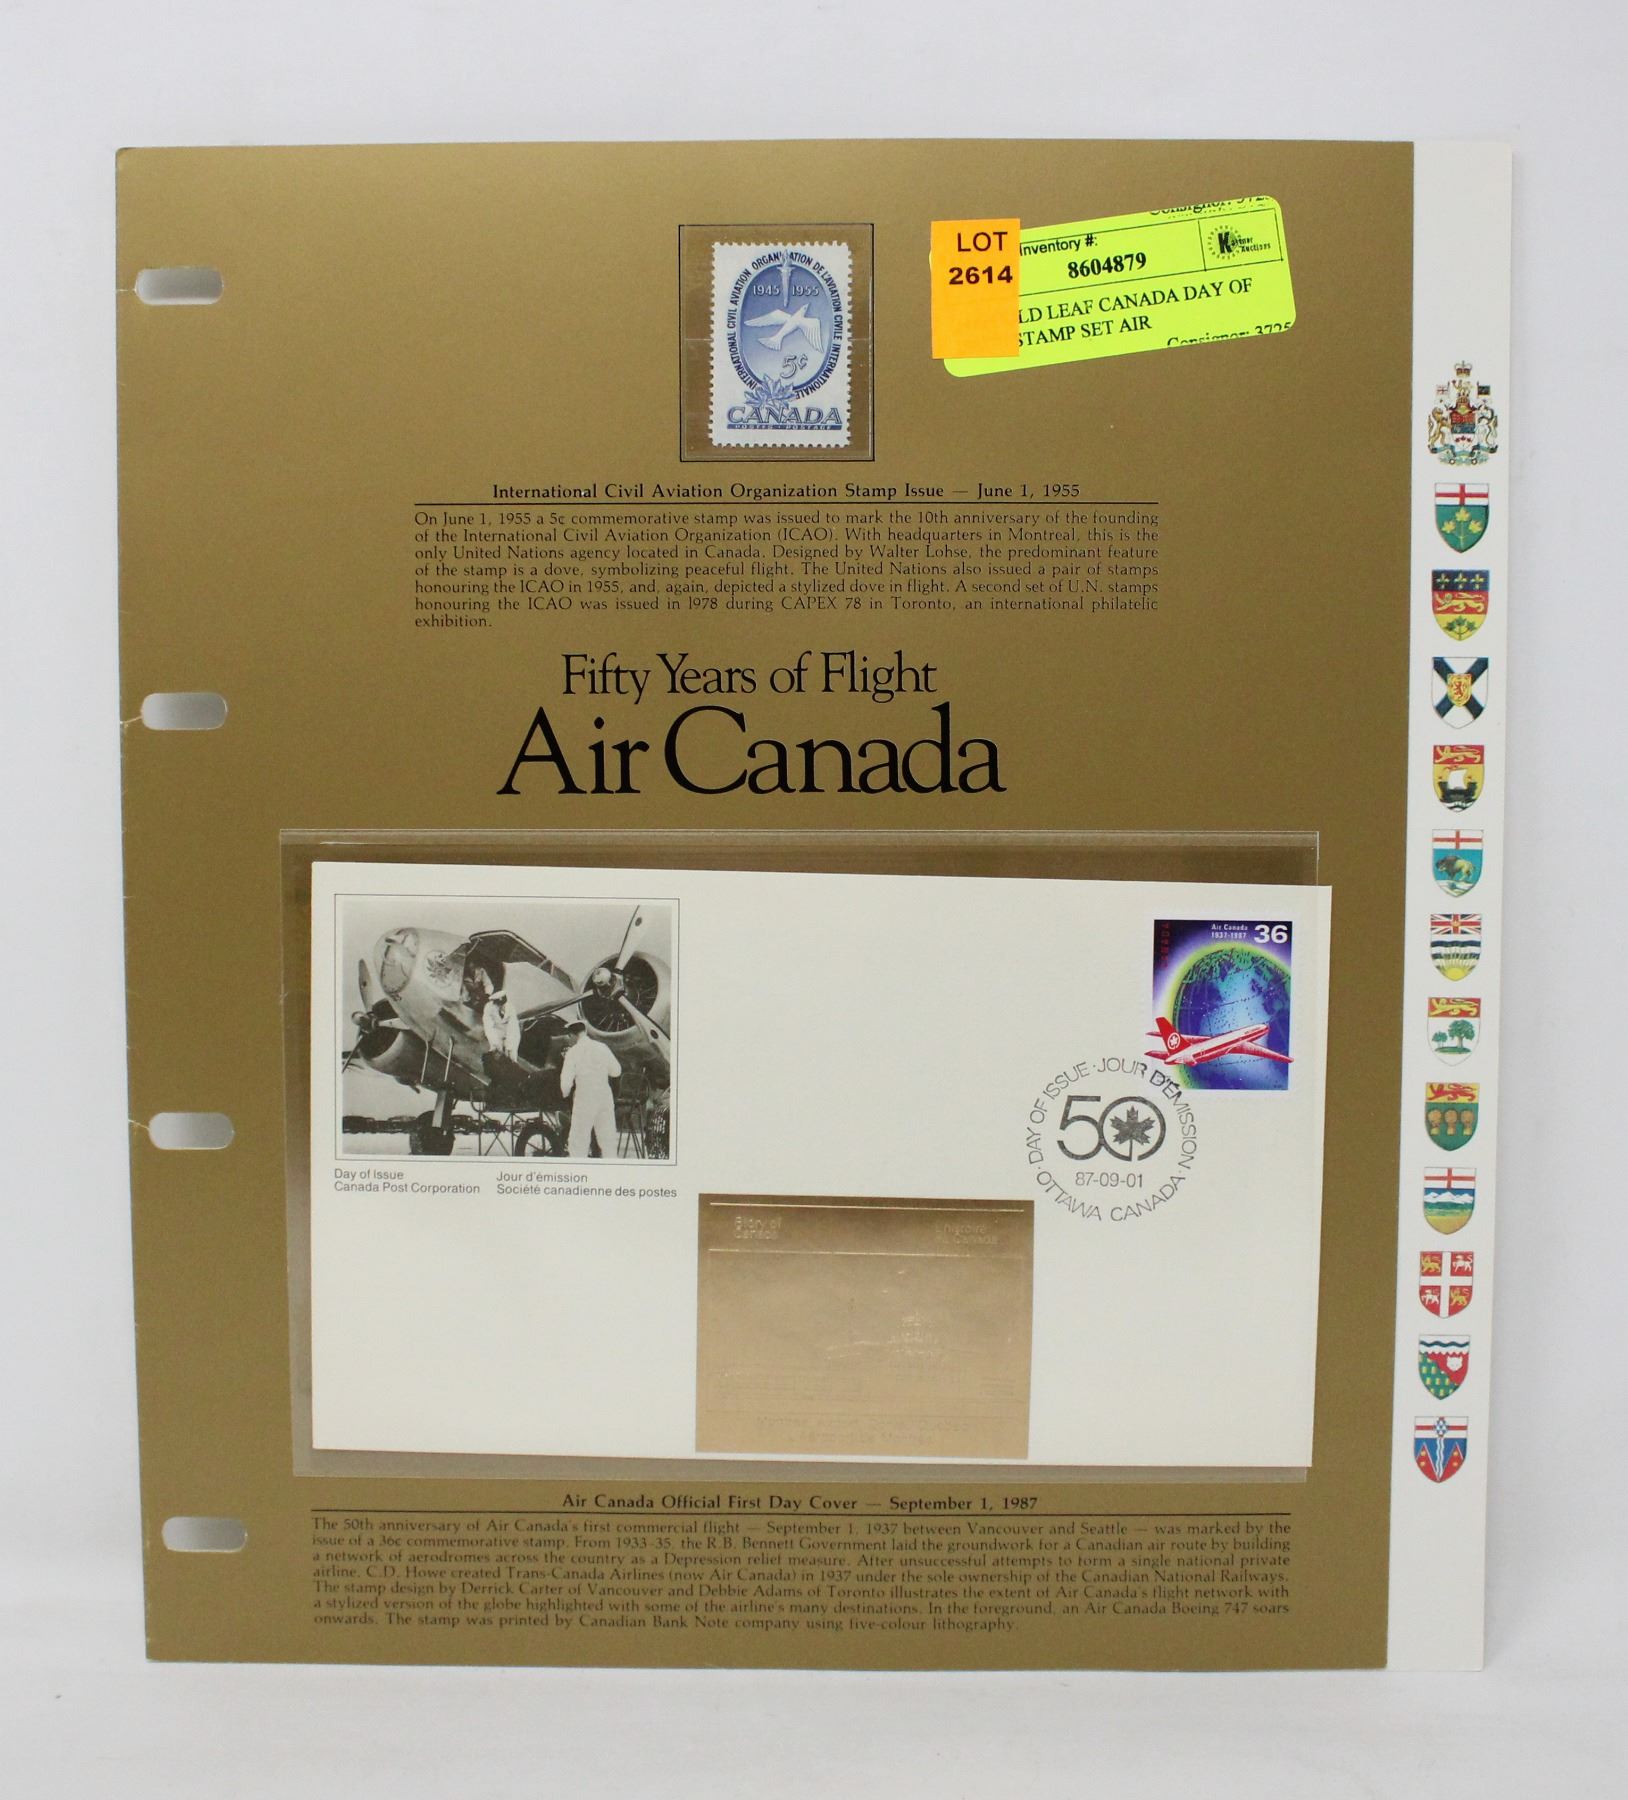 Consignor: 372
LOT
2614
Inventory #:
8604879
Karner
Auctions
LD LEAF CANADA DAY OF
STAMP SET AIR
Consignor: 3725
INTERNATIONAL CIVIL AVIATION ORGANIZATION DE L'AVIATION CIVILE INTERNATIONALE
1945 1955
5¢
CANADA
POSTES · POSTAGE
International Civil Aviation Organization Stamp Issue — June 1, 1955
On June 1, 1955 a 5¢ commemorative stamp was issued to mark the 10th anniversary of the founding
of the International Civil Aviation Organization (ICAO). With headquarters in Montreal, this is the
only United Nations agency located in Canada. Designed by Walter Lohse, the predominant feature
of the stamp is a dove, symbolizing peaceful flight. The United Nations also issued a pair of stamps
honouring the ICAO in 1955, and, again, depicted a stylized dove in flight. A second set of U.N. stamps
honouring the ICAO was issued in 1978 during CAPEX 78 in Toronto, an international philatelic
exhibition.
Fifty Years of Flight
Air Canada
Air Canada
1937-1987
36
DAY OF ISSUE · JOUR D'ÉMISSION
50
87-09-01
OTTAWA CANADA
Day of Issue
Canada Post Corporation
Jour d'émission
Société canadienne des postes
Story of
Canada
L'histoire
du Canada
Air Canada Official First Day Cover — September 1, 1987
The 50th anniversary of Air Canada's first commercial flight — September 1, 1937 between Vancouver and Seattle — was marked by the
issue of a 36¢ commemorative stamp. From 1933-35, the R.B. Bennett Government laid the groundwork for a Canadian air route by building
a network of aerodromes across the country as a Depression relief measure. After unsuccessful attempts to form a single national private
airline, C.D. Howe created Trans-Canada Airlines (now Air Canada) in 1937 under the sole ownership of the Canadian National Railways.
The stamp design by Derrick Carter of Vancouver and Debbie Adams of Toronto illustrates the extent of Air Canada's flight network with
a stylized version of the globe highlighted with some of the airline's many destinations. In the foreground, an Air Canada Boeing 747 soars
onwards. The stamp was printed by Canadian Bank Note company using five-colour lithography.